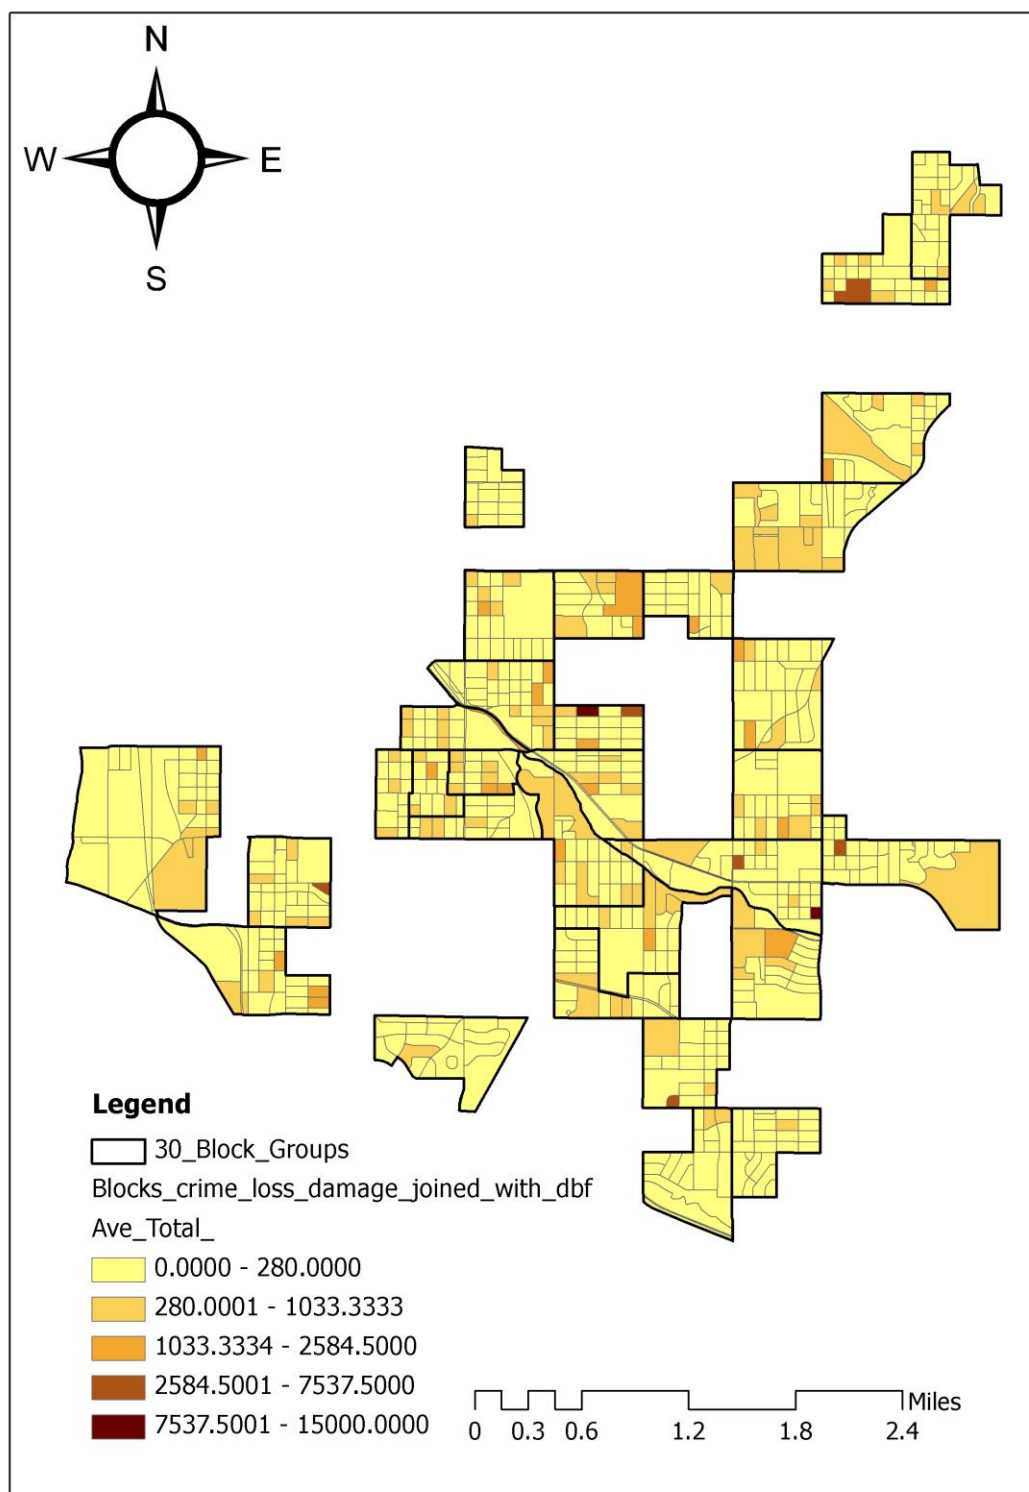 N
W E
S
Legend
30_Block_Groups
Blocks_crime_loss_damage_joined_with_dbf
Ave_Total_
0.0000 - 280.0000
280.0001 - 1033.3333
1033.3334 - 2584.5000
2584.5001 - 7537.5000
7537.5001 - 15000.0000
Miles
0 0.3 0.6 1.2 1.8 2.4